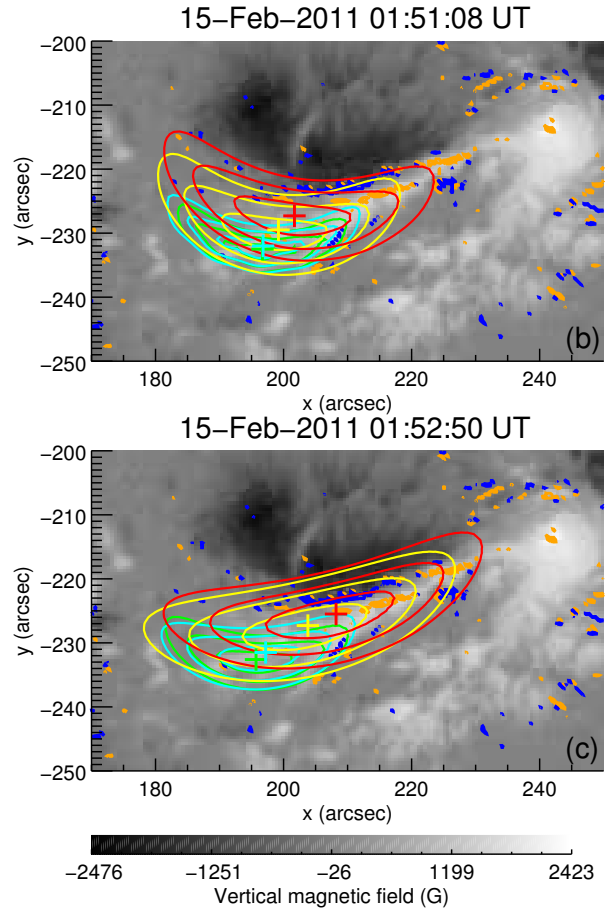 15−Feb−2011 01:51:08 UT
−200
−210
−220
−230
−240
−250
y (arcsec)
(b)
180 200 220 240
x (arcsec)
15−Feb−2011 01:52:50 UT
−200
−210
−220
−230
−240
−250
y (arcsec)
(c)
180 200 220 240
x (arcsec)
−2476 −1251 −26 1199 2423
Vertical magnetic field (G)